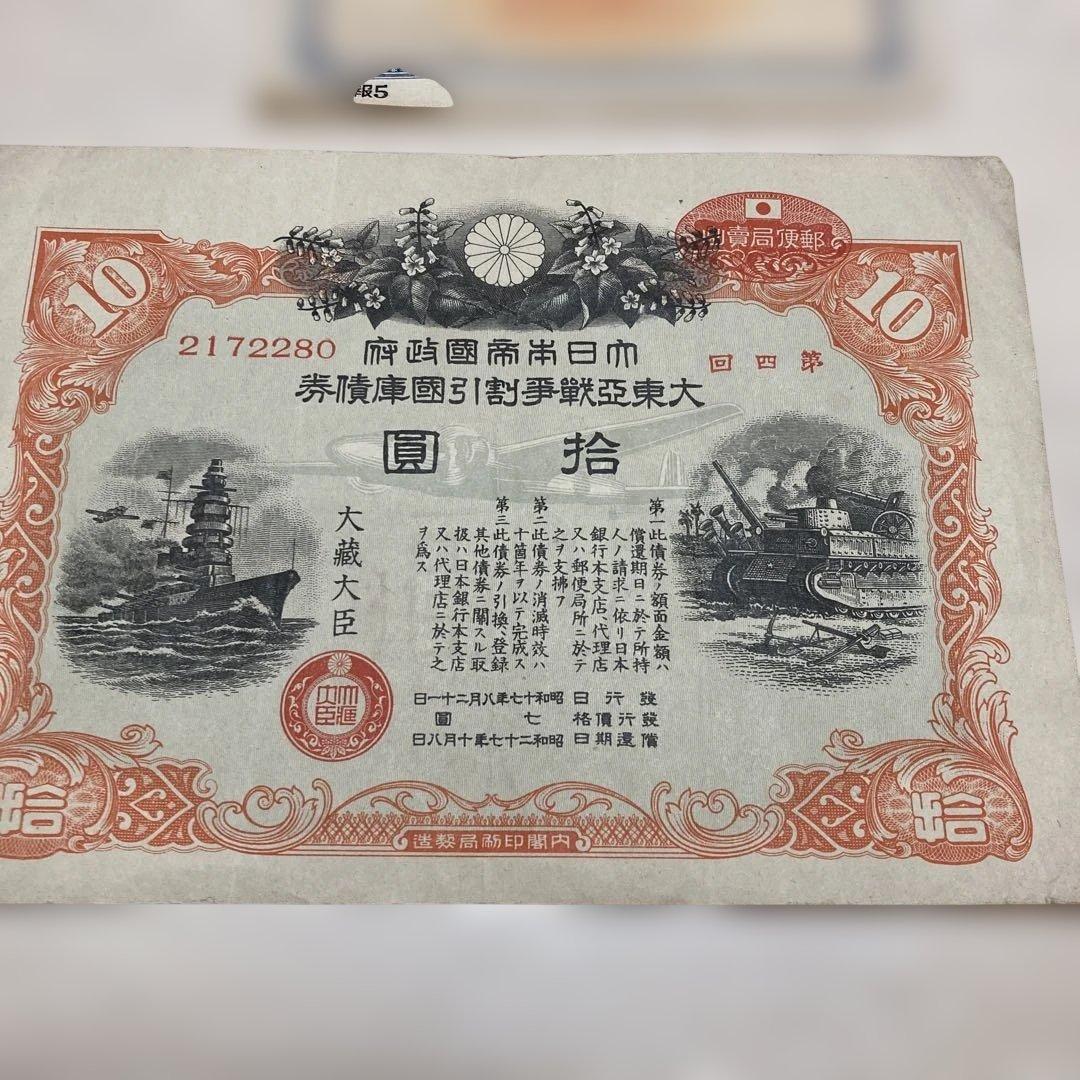 報5
郵便局賣出
10
10
2172280
第四回
大日本帝國政府
大東亞戰爭割引國庫債券
拾圓
第一 此債券ノ額面金額ハ
償還期日ニ於テ所持
人ノ請求ニ依リ日本
銀行本支店、代理店
又ハ郵便局所ニ於テ
之ヲ支拂フ
第二 此債券ノ消滅時效ハ
十箇年ヲ以テ完成ス
第三 此債券ノ引換、登錄
其他債券ニ關スル取
扱ハ日本銀行本支店
又ハ代理店ニ於テ之
ヲ爲ス
大藏大臣
大藏大臣
發行日 昭和十七年八月二十一日
發行價格 七圓
償還期日 昭和二十七年十月八日
拾
拾
內閣印刷局製造